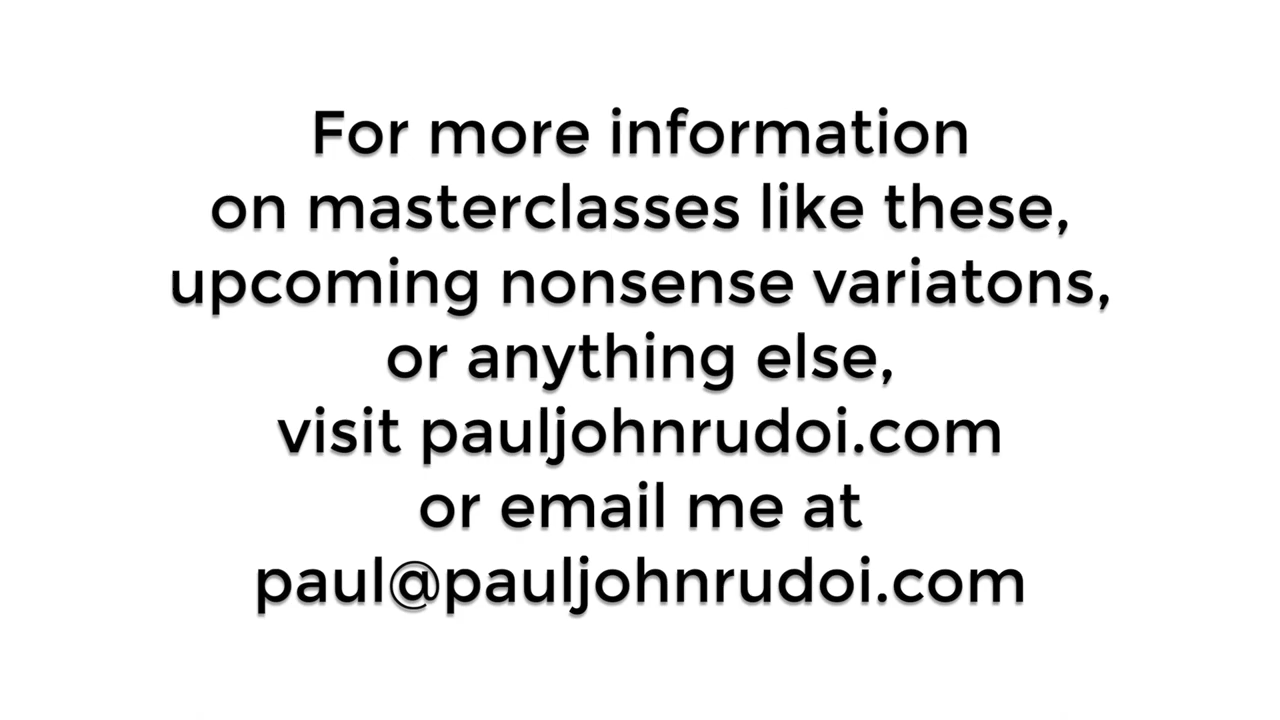 For more information
on masterclasses like these,
upcoming nonsense variatons,
or anything else,
visit pauljohnrudoi.com
or email me at
paul@pauljohnrudoi.com